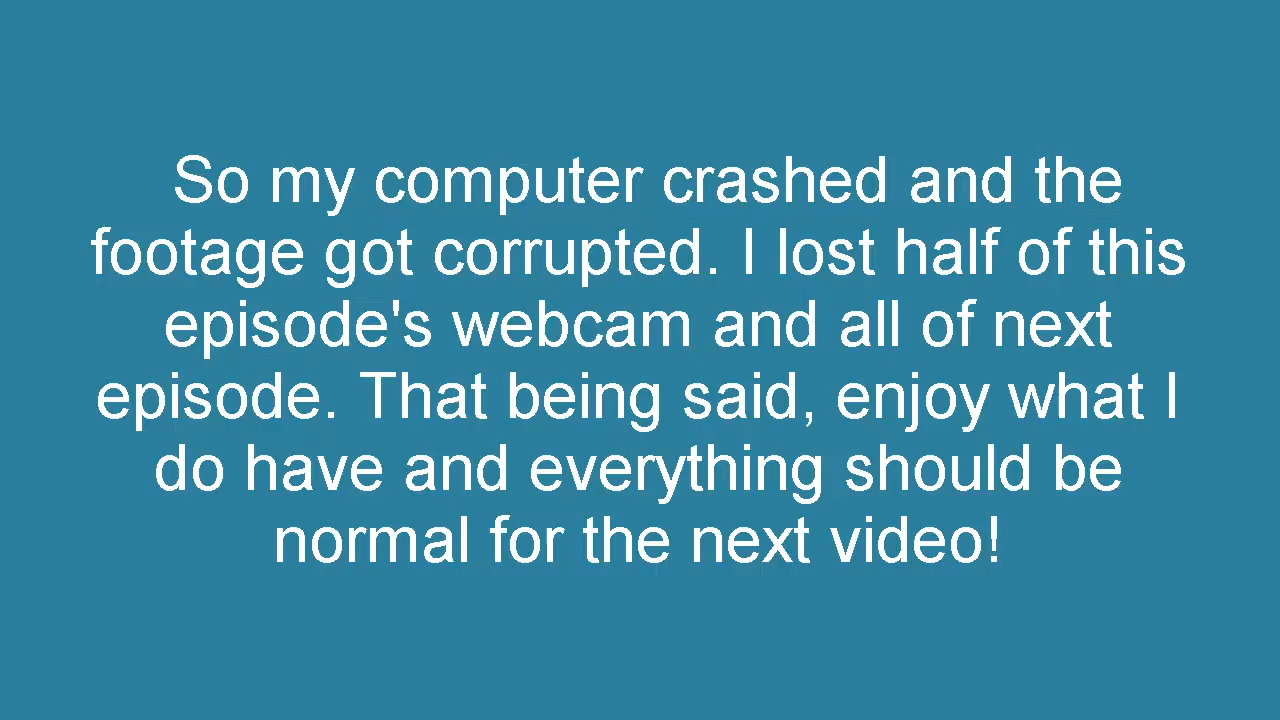 So my computer crashed and the
footage got corrupted. I lost half of this
episode's webcam and all of next
episode. That being said, enjoy what I
do have and everything should be
normal for the next video!